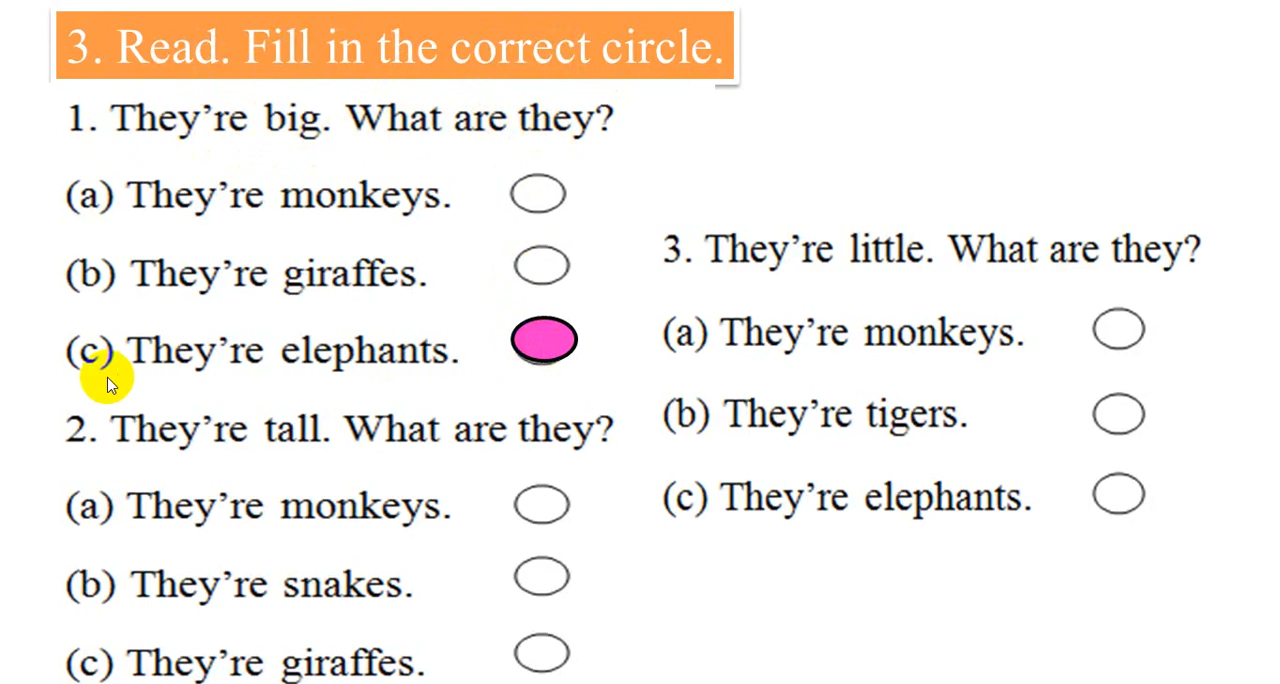 3. Read. Fill in the correct circle.
1. They’re big. What are they?
(a) They’re monkeys.
(b) They’re giraffes.
(c) They’re elephants.
2. They’re tall. What are they?
(a) They’re monkeys.
(b) They’re snakes.
(c) They’re giraffes.
3. They’re little. What are they?
(a) They’re monkeys.
(b) They’re tigers.
(c) They’re elephants.